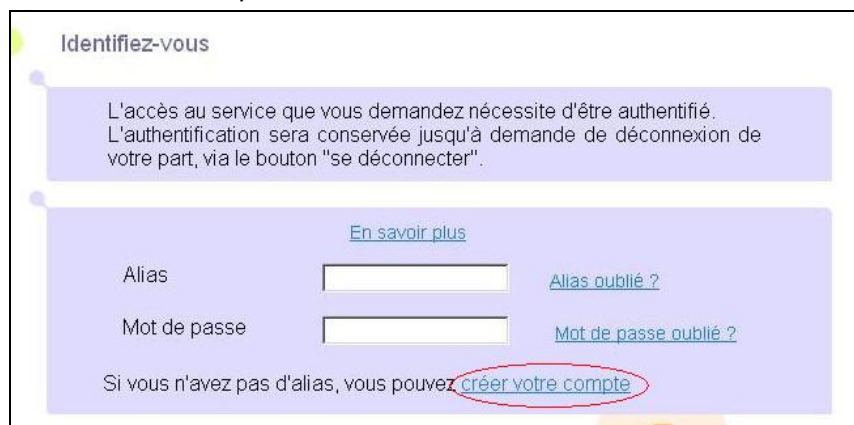 Identifiez-vous
L'accès au service que vous demandez nécessite d'être authentifié.
L'authentification sera conservée jusqu'à demande de déconnexion de
votre part, via le bouton "se déconnecter".
En savoir plus
Alias
Alias oublié ?
Mot de passe
Mot de passe oublié ?
Si vous n'avez pas d'alias, vous pouvez créer votre compte